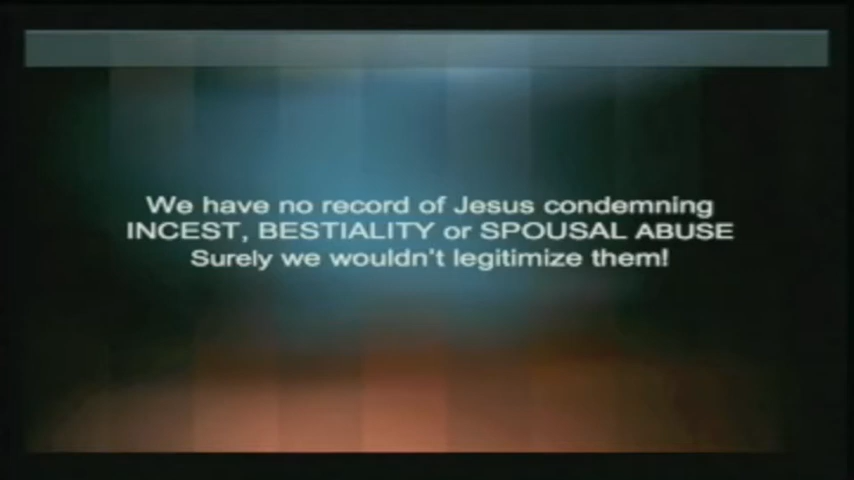 We have no record of Jesus condemning
INCEST, BESTIALITY or SPOUSAL ABUSE
Surely we wouldn't legitimize them!